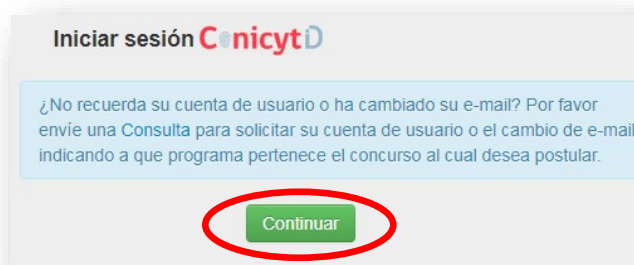 Iniciar sesión ConicytID
¿No recuerda su cuenta de usuario o ha cambiado su e-mail? Por favor
envíe una Consulta para solicitar su cuenta de usuario o el cambio de e-mail
indicando a que programa pertenece el concurso al cual desea postular.
Continuar